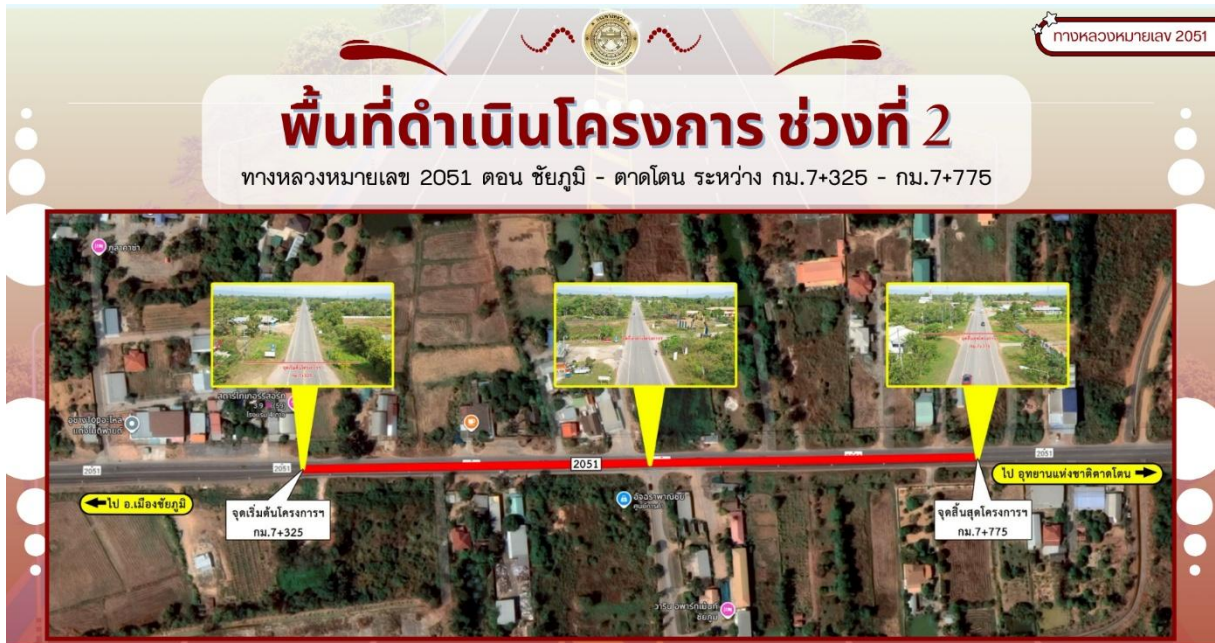 ทางหลวงหมายเลข 2051
พื้นที่ดำเนินโครงการ ช่วงที่ 2
ทางหลวงหมายเลข 2051 ตอน ชัยภูมิ - ตาดโตน ระหว่าง กม.7+325 - กม.7+775
2051
2051
2051
2051
ไป อ.เมืองชัยภูมิ
ไป อุทยานแห่งชาติตาดโตน
จุดเริ่มต้นโครงการฯ
กม.7+325
จุดสิ้นสุดโครงการฯ
กม.7+775
ชัยภูมิ